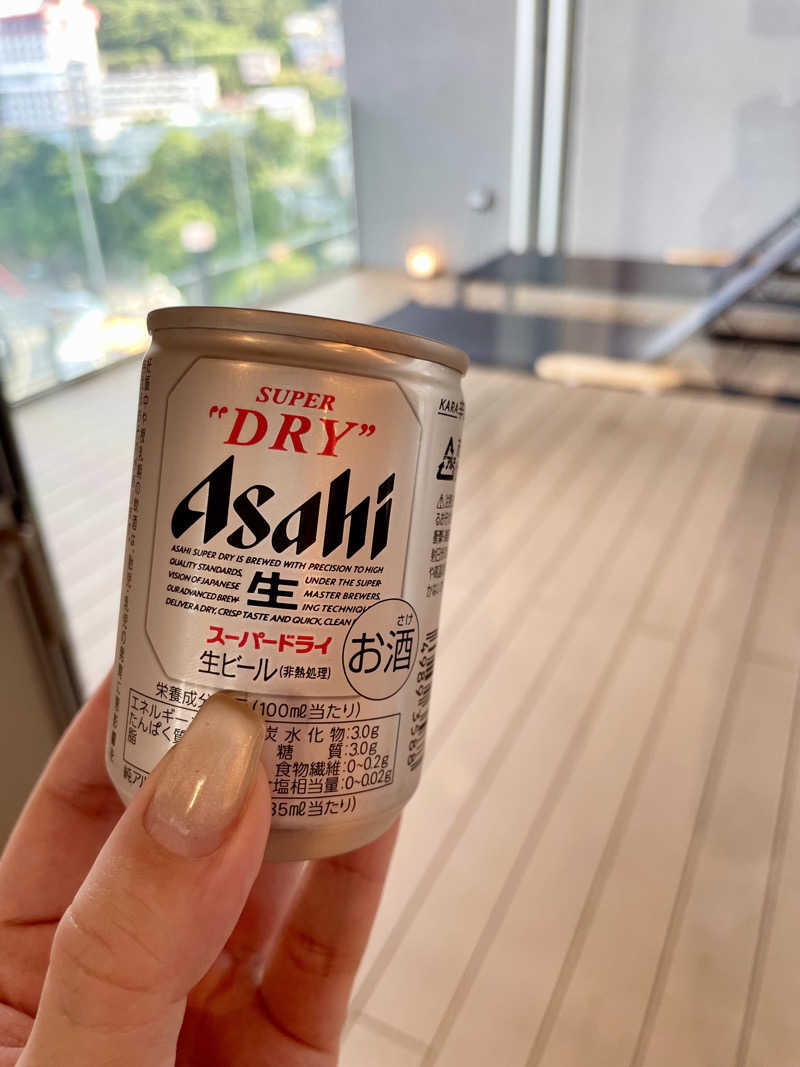 SUPER
"DRY"
Asahi
ASAHI SUPER DRY IS BREWED WITH PRECISION TO HIGH
QUALITY STANDARDS, UNDER THE SUPER-
VISION OF JAPANESE MASTER BREWERS.
OUR ADVANCED BREW- ING TECHNIQU
DELIVER A DRY, CRISP TASTE AND QUICK, CLEAN
生
スーパードライ
生ビール(非熱処理)
さけ
お酒
栄養成分 (100ml当たり)
エネルギー 炭水化物:3.0g
たんぱく質 糖質:3.0g
脂 食物繊維:0~0.2g
食塩相当量:0~0.02g
純アル 35ml当たり)
KARA